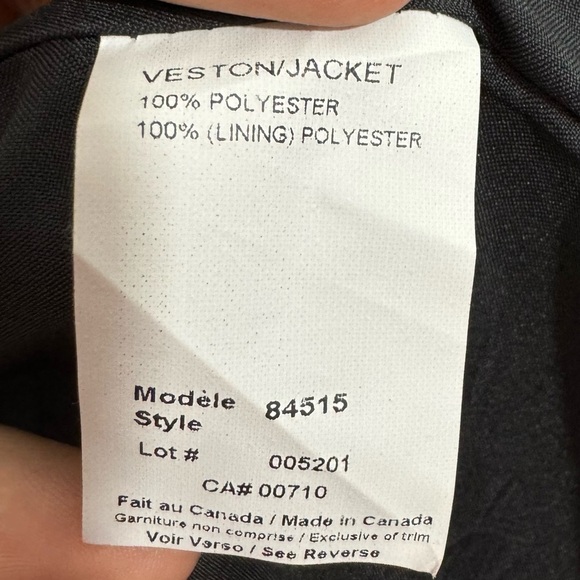 VESTON/JACKET
100% POLYESTER
100% (LINING) POLYESTER
Modèle
Style 84515
Lot # 005201
CA# 00710
Fait au Canada / Made in Canada
Garniture non comprise / Exclusive of trim
Voir Verso / See Reverse